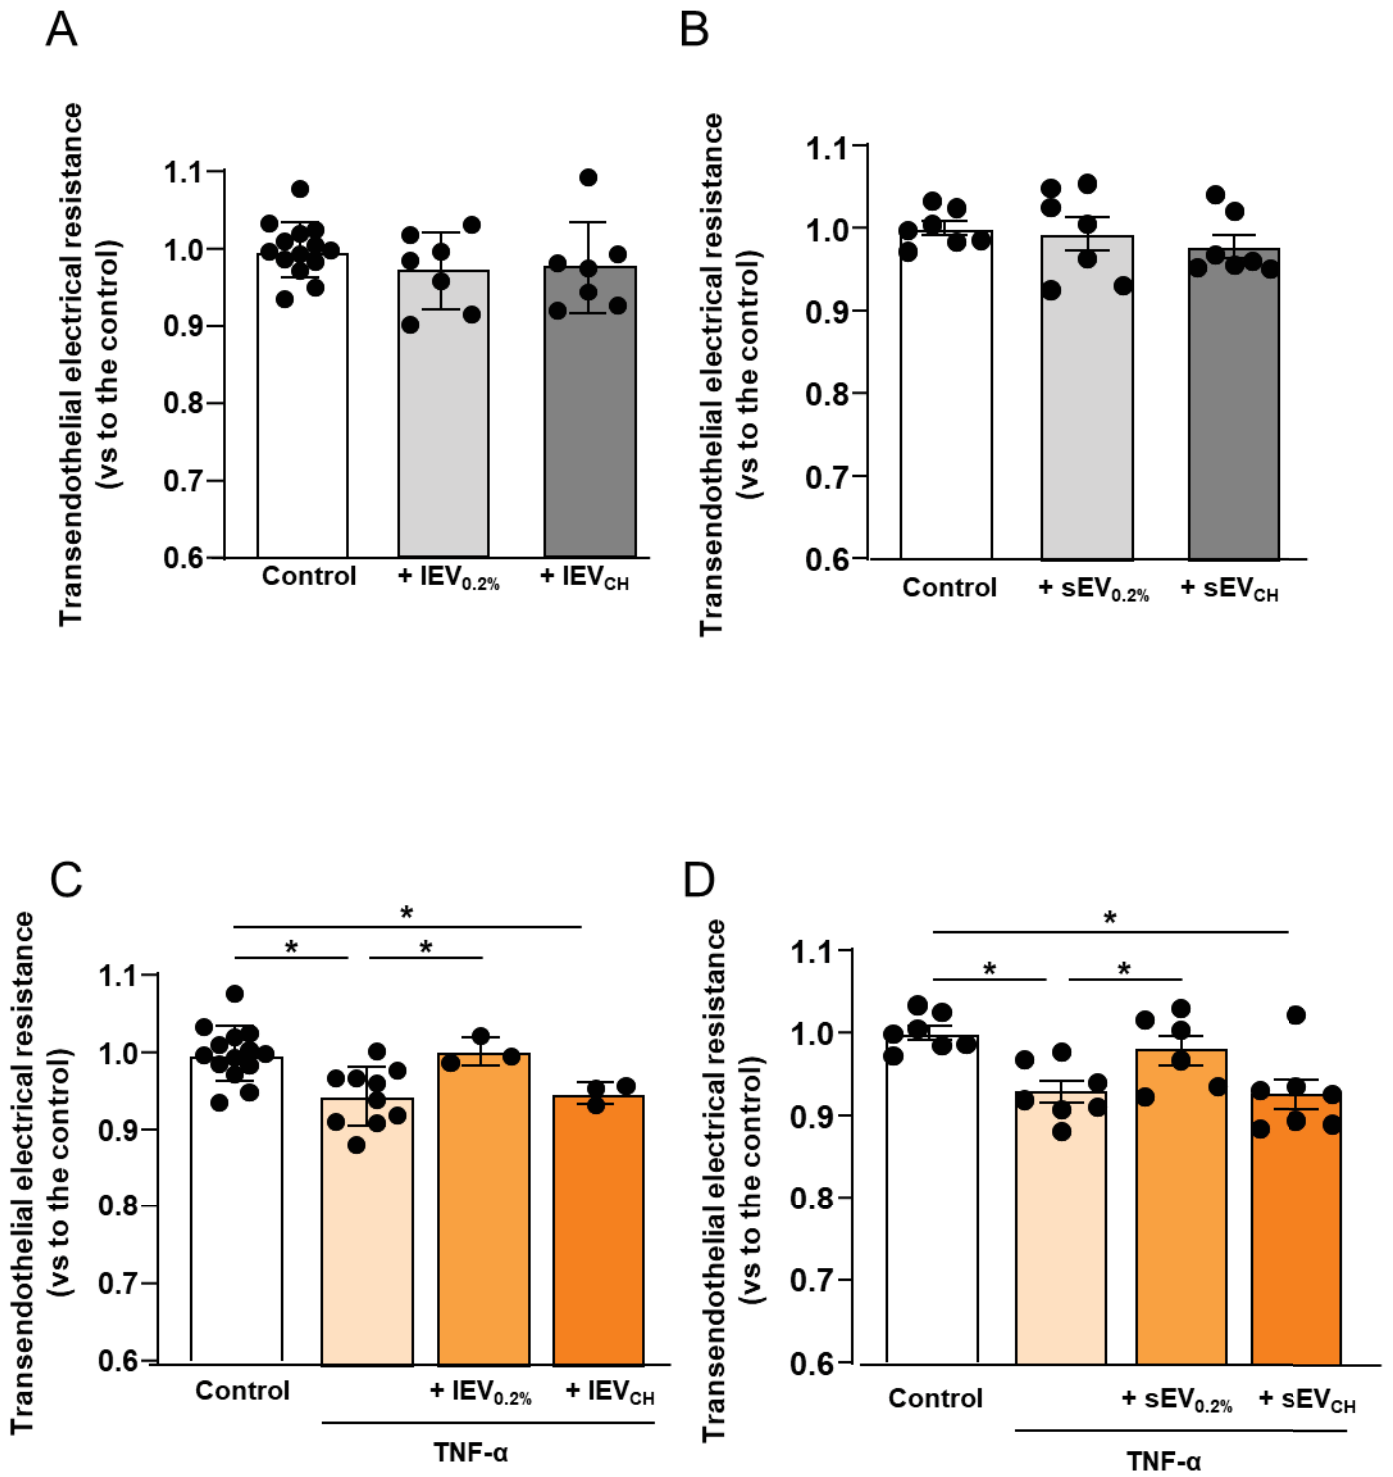 A
Transendothelial electrical resistance
(vs to the control)
1.1
1.0
0.9
0.8
0.7
0.6
Control
+ lEV0.2%
+ lEVCH
B
Transendothelial electrical resistance
(vs to the control)
1.1
1.0
0.9
0.8
0.7
0.6
Control
+ sEV0.2%
+ sEVCH
C
Transendothelial electrical resistance
(vs to the control)
*
*
*
1.1
1.0
0.9
0.8
0.7
0.6
Control
+ lEV0.2%
+ lEVCH
TNF-α
D
Transendothelial electrical resistance
(vs to the control)
*
*
*
1.1
1.0
0.9
0.8
0.7
0.6
Control
+ sEV0.2%
+ sEVCH
TNF-α